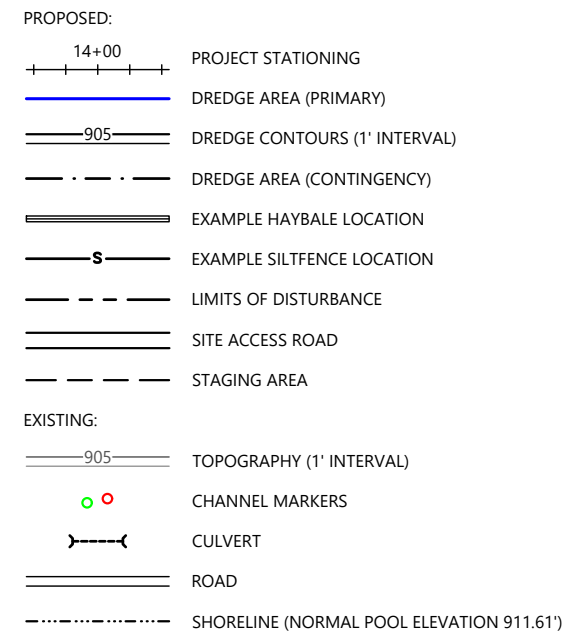 PROPOSED:
14+00
PROJECT STATIONING
DREDGE AREA (PRIMARY)
905
DREDGE CONTOURS (1' INTERVAL)
DREDGE AREA (CONTINGENCY)
EXAMPLE HAYBALE LOCATION
S
EXAMPLE SILTFENCE LOCATION
LIMITS OF DISTURBANCE
SITE ACCESS ROAD
STAGING AREA
EXISTING:
905
TOPOGRAPHY (1' INTERVAL)
CHANNEL MARKERS
CULVERT
ROAD
SHORELINE (NORMAL POOL ELEVATION 911.61')